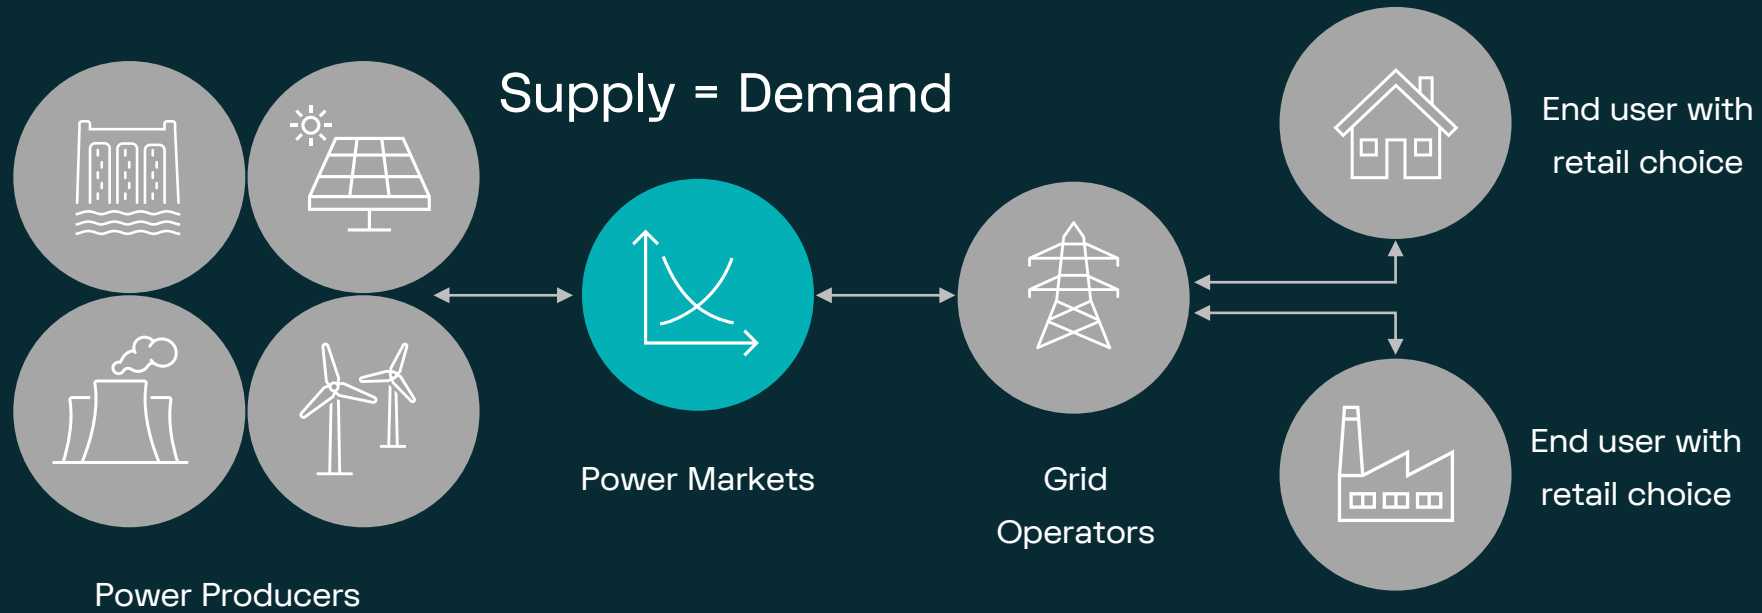 Supply = Demand
End user with
retail choice
Power Markets
Grid
Operators
End user with
retail choice
Power Producers